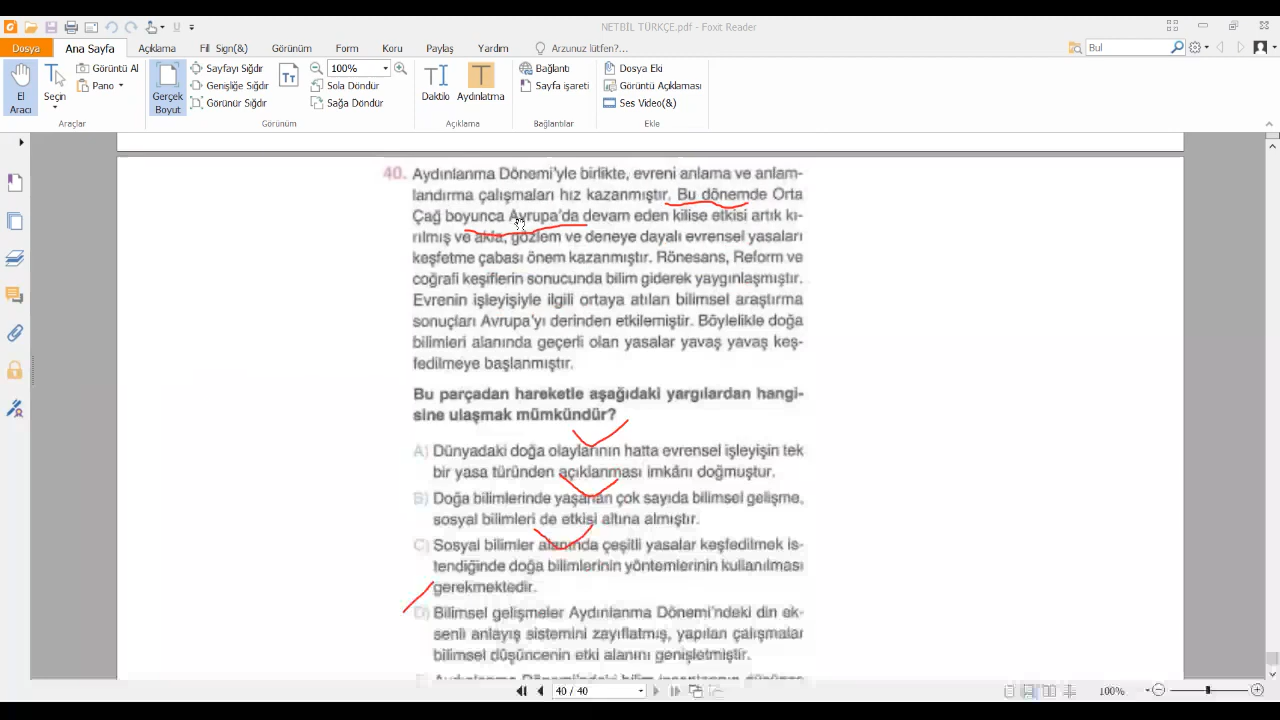 NETBİL TÜRKÇE.pdf - Foxit Reader
Dosya Ana Sayfa Açıklama Fill Sign(&) Görünüm Form Koru Paylaş Yardım Arzunuz lütfen?... Bul
El Aracı
Seçin
Görüntü Al
Pano
Araçlar
Gerçek Boyut
Sayfayı Sığdır
Genişliğe Sığdır
Görünür Sığdır
100%
Sola Döndür
Sağa Döndür
Görünüm
Daktilo
Aydınlatma
Açıklama
Bağlantı
Sayfa işareti
Bağlantılar
Dosya Eki
Görüntü Açıklaması
Ses Video(&)
Ekle
40. Aydınlanma Dönemi'yle birlikte, evreni anlama ve anlam-
landırma çalışmaları hız kazanmıştır. Bu dönemde Orta
Çağ boyunca Avrupa'da devam eden kilise etkisi artık kı-
rılmış ve akla, gözlem ve deneye dayalı evrensel yasaları
keşfetme çabası önem kazanmıştır. Rönesans, Reform ve
coğrafi keşiflerin sonucunda bilim giderek yaygınlaşmıştır.
Evrenin işleyişiyle ilgili ortaya atılan bilimsel araştırma
sonuçları Avrupa'yı derinden etkilemiştir. Böylelikle doğa
bilimleri alanında geçerli olan yasalar yavaş yavaş keş-
fedilmeye başlanmıştır.
Bu parçadan hareketle aşağıdaki yargılardan hangi-
sine ulaşmak mümkündür?
A) Dünyadaki doğa olaylarının hatta evrensel işleyişin tek
bir yasa türünden açıklanması imkânı doğmuştur.
B) Doğa bilimlerinde yaşanan çok sayıda bilimsel gelişme,
sosyal bilimleri de etkisi altına almıştır.
C) Sosyal bilimler alanında çeşitli yasalar keşfedilmek is-
tendiğinde doğa bilimlerinin yöntemlerinin kullanılması
gerekmektedir.
D) Bilimsel gelişmeler Aydınlanma Dönemi'ndeki din ek-
senli anlayış sistemini zayıflatmış, yapılan çalışmalar
bilimsel düşüncenin etki alanını genişletmiştir.
40 / 40
100%